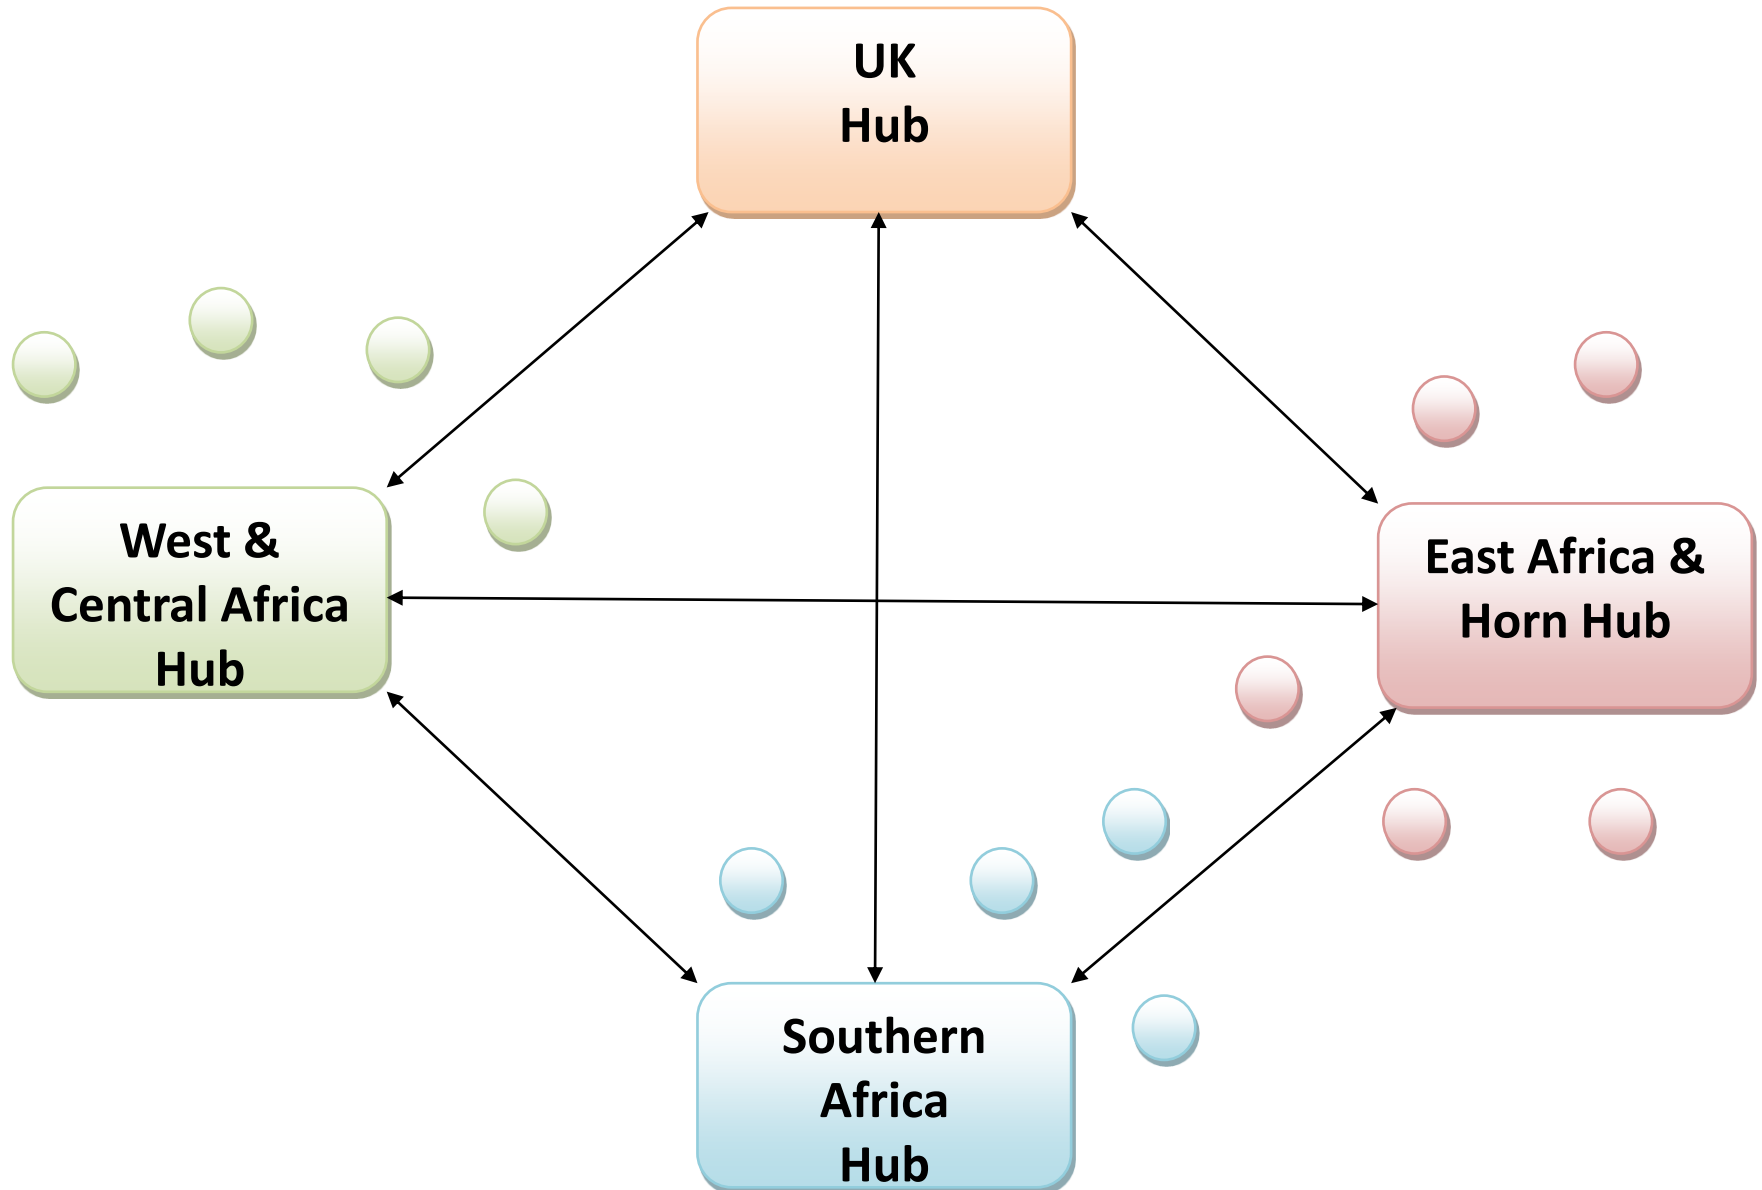 UK
Hub
West &
Central Africa
Hub
East Africa &
Horn Hub
Southern
Africa
Hub